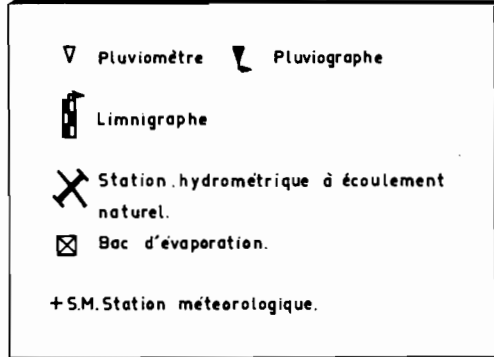 Pluviomètre Pluviographe
Limnigraphe
Station.hydrométrique à écoulement
naturel.
Bac d'évaporation.
+ S.M. Station méteorologique.